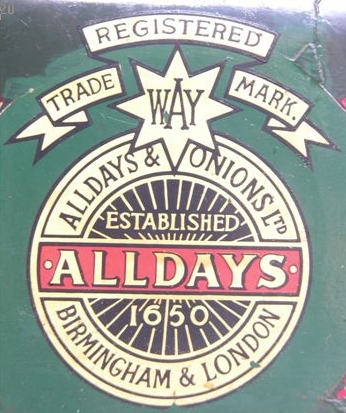 REGISTERED
TRADE MARK.
WAY
ALLDAYS & ONIONS LTD
ESTABLISHED
·ALLDAYS·
1650
BIRMINGHAM & LONDON